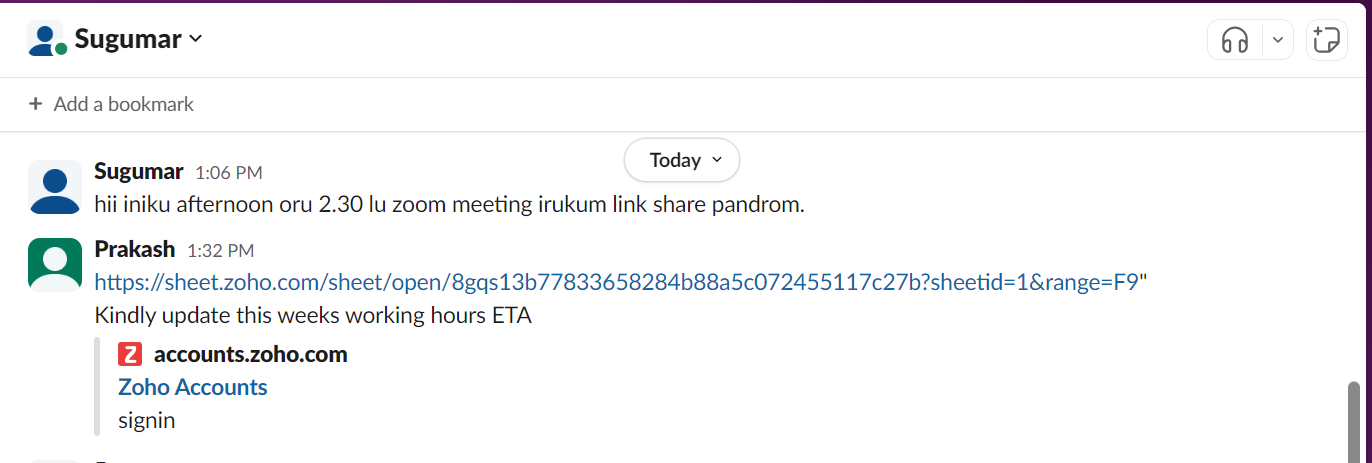 Sugumar
+ Add a bookmark
Today
Sugumar 1:06 PM
hii iniku afternoon oru 2.30 lu zoom meeting irukum link share pandrom.
Prakash 1:32 PM
https://sheet.zoho.com/sheet/open/8gqs13b77833658284b88a5c072455117c27b?sheetid=1&range=F9"
Kindly update this weeks working hours ETA
Z accounts.zoho.com
Zoho Accounts
signin